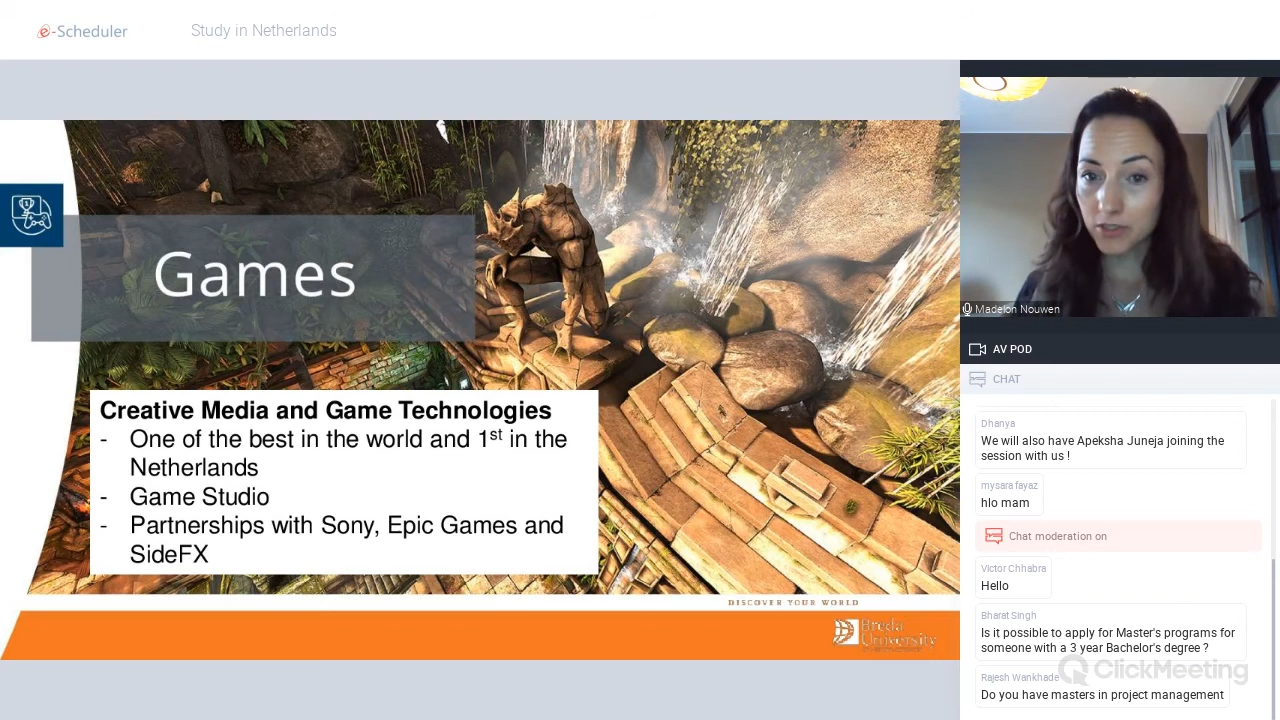 e-Scheduler
Study in Netherlands
Games
Creative Media and Game Technologies
- One of the best in the world and 1st in the
Netherlands
- Game Studio
- Partnerships with Sony, Epic Games and
SideFX
DISCOVER YOUR WORLD
Breda
University
Madelon Nouwen
AV POD
CHAT
Dhanya
We will also have Apeksha Juneja joining the
session with us !
mysara fayaz
hlo mam
Chat moderation on
Victor Chhabra
Hello
Bharat Singh
Is it possible to apply for Master's programs for
someone with a 3 year Bachelor's degree ?
Rajesh Wankhade
Do you have masters in project management
ClickMeeting